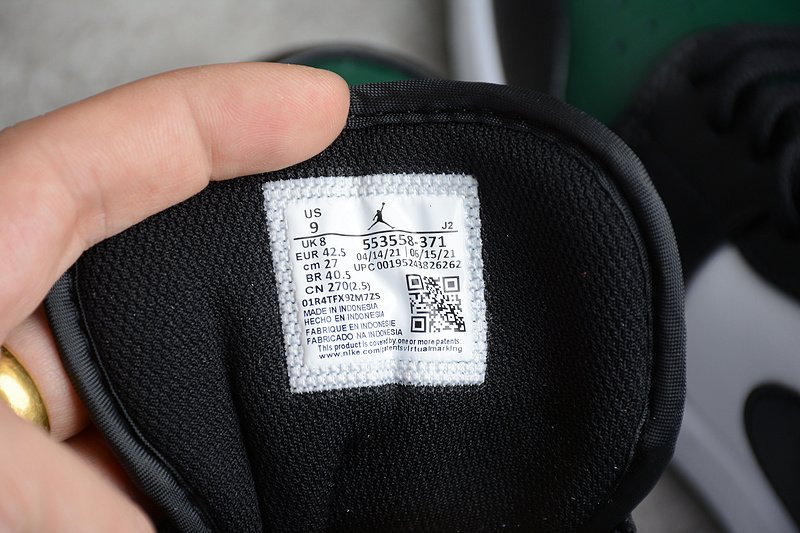 US
9
J2
UK 8
553558-371
EUR 42.5
04/14/21 06/15/21
cm 27
UPC 00195243826262
BR 40.5
CN 270(2.5)
01R4TFX92M7ZS
MADE IN INDONESIA
HECHO EN INDONESIA
FABRIQUE EN INDONESIE
FABRICADO NA INDONESIA
This product is covered by one or more patents:
www.nike.com/patentsvirtualmarking